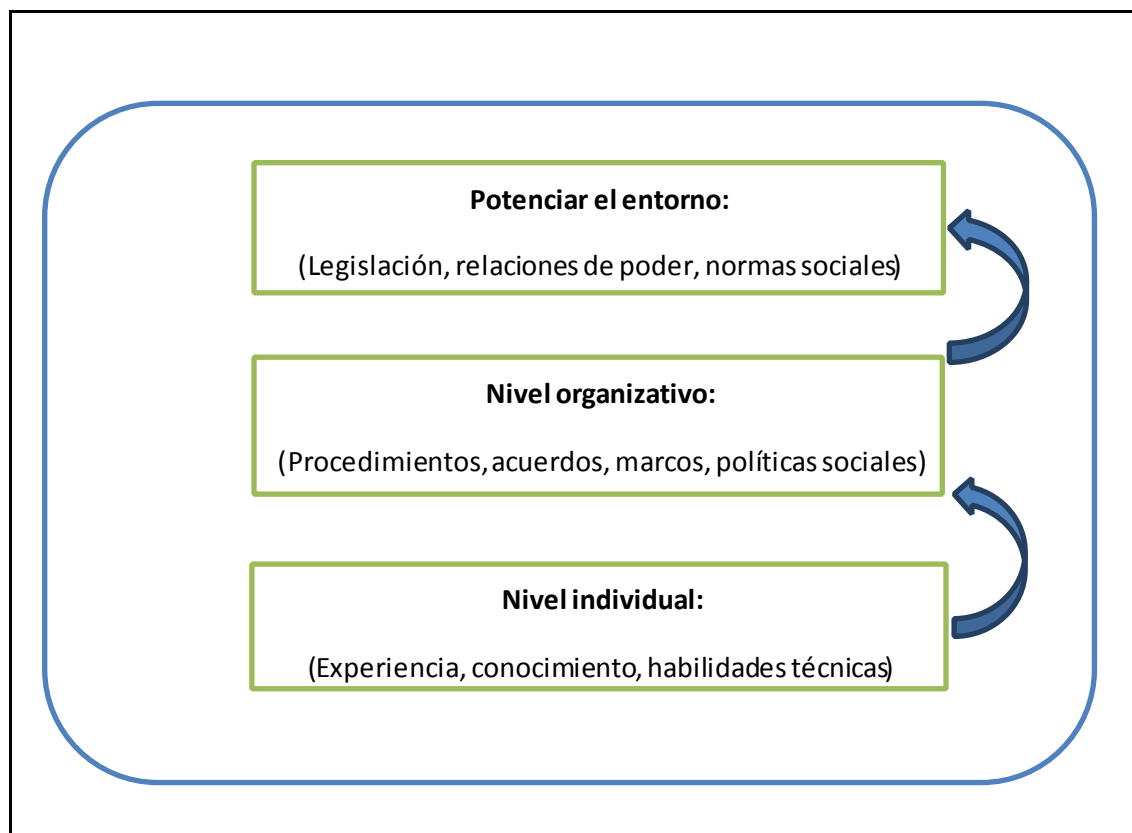 Potenciar el entorno:
(Legislación, relaciones de poder, normas sociales)
Nivel organizativo:
(Procedimientos, acuerdos, marcos, políticas sociales)
Nivel individual:
(Experiencia, conocimiento, habilidades técnicas)